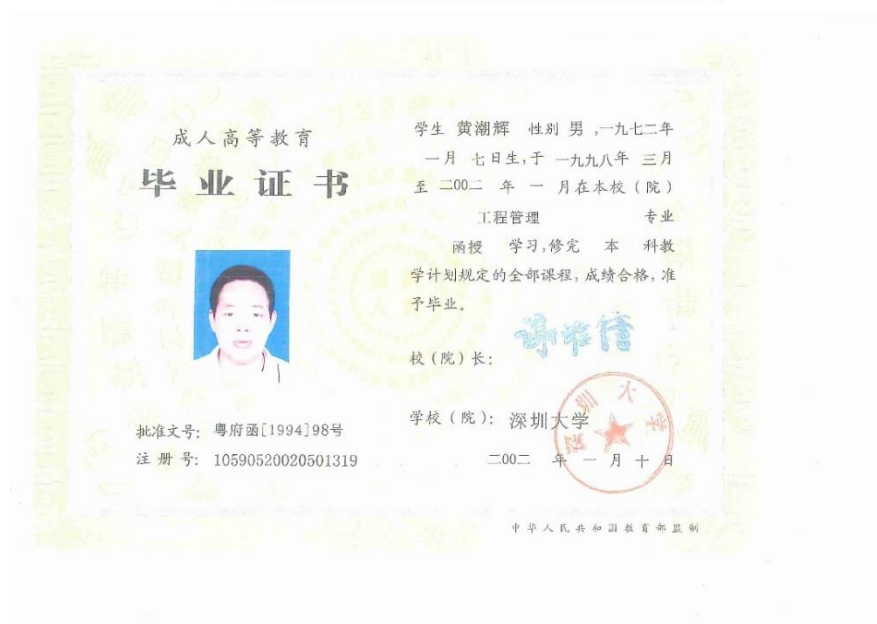 成人高等教育
毕业证书
批准文号：粤府函[1994]98号
注册号：10590520020501319
学生 黄潮辉 性别 男 ,一九七二年
一月 七日生,于 一九九八年 三月
至 二00二 年 一 月在本校（院）
工程管理 专业
函授 学习,修完 本 科教
学计划规定的全部课程,成绩合格,准
予毕业。
校（院）长：
学校（院）：深圳大学
深圳大学
二00二 年 一 月 十 日
中华人民共和国教育部监制